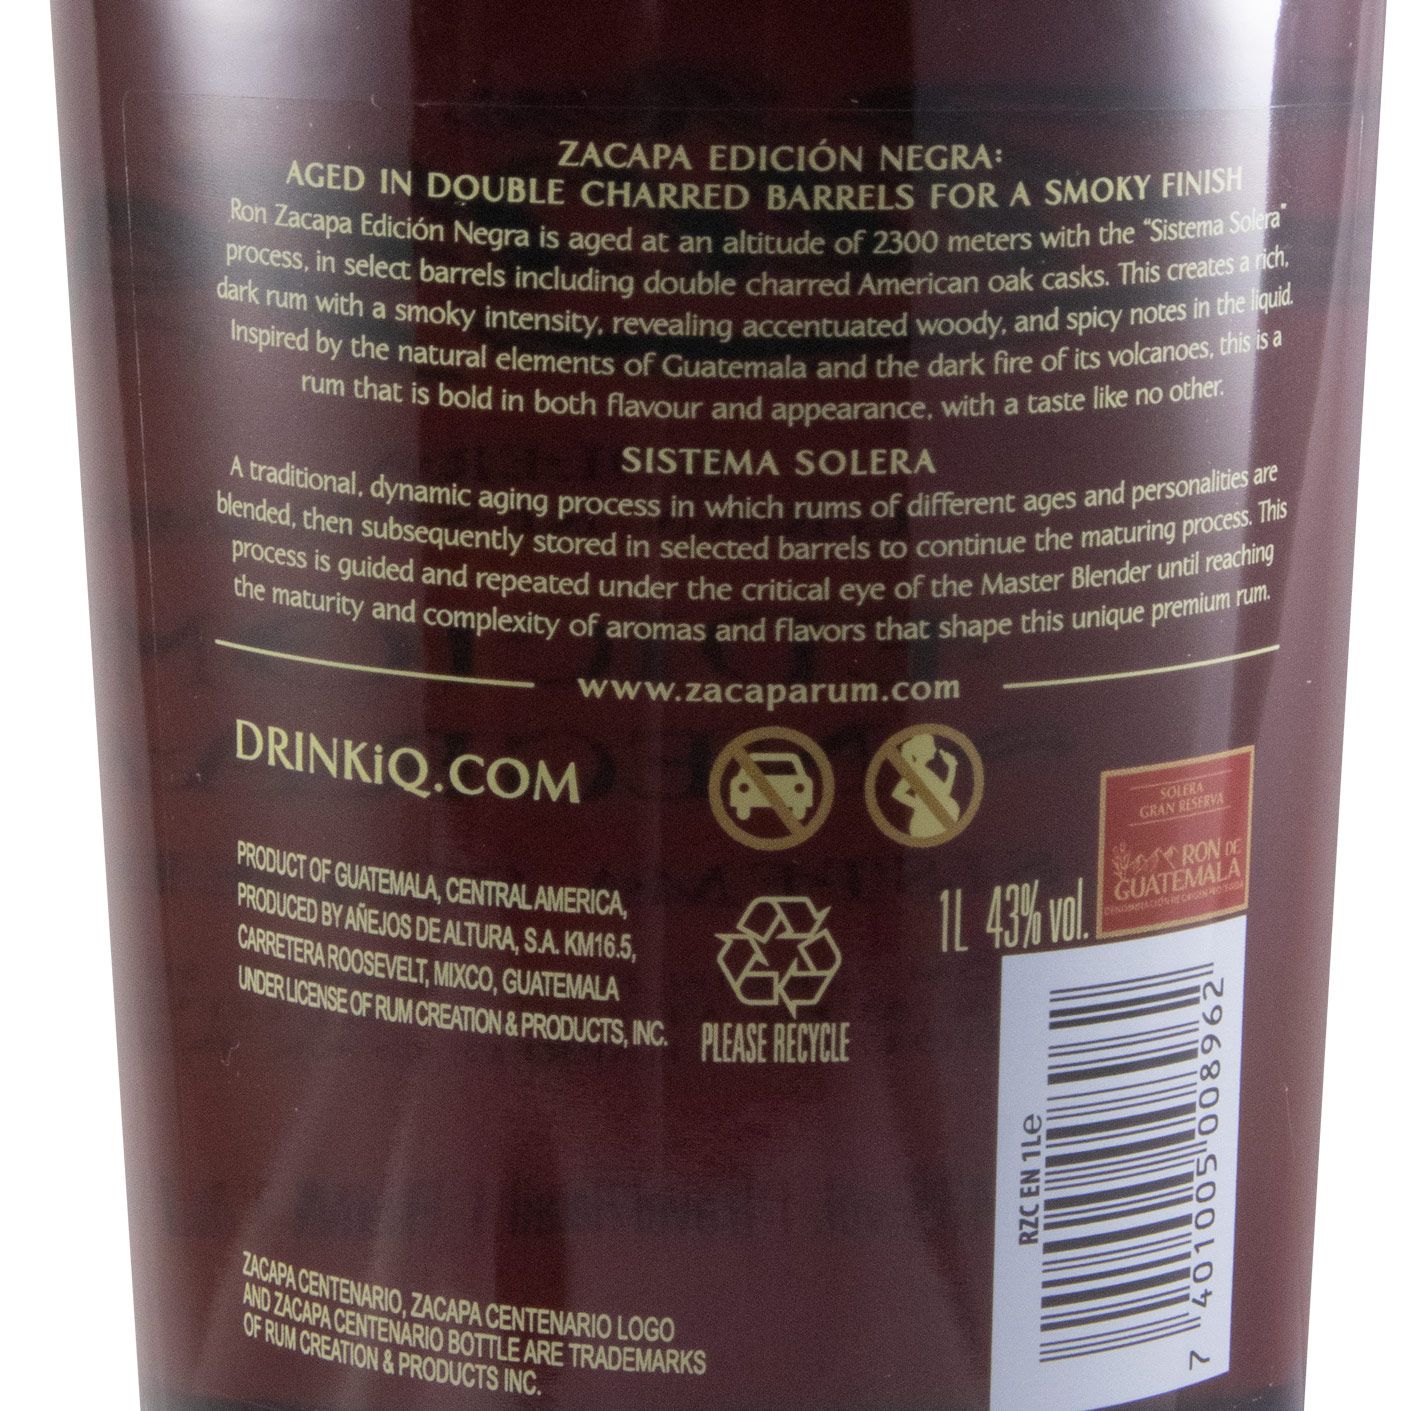 ZACAPA EDICIÓN NEGRA:
AGED IN DOUBLE CHARRED BARRELS FOR A SMOKY FINISH
Ron Zacapa Edición Negra is aged at an altitude of 2300 meters with the "Sistema Solera"
process, in select barrels including double charred American oak casks. This creates a rich,
dark rum with a smoky intensity, revealing accentuated woody, and spicy notes in the liquid.
Inspired by the natural elements of Guatemala and the dark fire of its volcanoes, this is a
rum that is bold in both flavour and appearance, with a taste like no other.
SISTEMA SOLERA
A traditional, dynamic aging process in which rums of different ages and personalities are
blended, then subsequently stored in selected barrels to continue the maturing process. This
process is guided and repeated under the critical eye of the Master Blender until reaching
the maturity and complexity of aromas and flavors that shape this unique premium rum.
www.zacaparum.com
DRINKiQ.COM
SOLERA
GRAN RESERVA
RON DE
GUATEMALA
DENOMINACIÓN DE ORIGEN PROTEGIDA
PRODUCT OF GUATEMALA, CENTRAL AMERICA,
PRODUCED BY AÑEJOS DE ALTURA, S.A. KM16.5,
CARRETERA ROOSEVELT, MIXCO, GUATEMALA
UNDER LICENSE OF RUM CREATION & PRODUCTS, INC.
PLEASE RECYCLE
1L 43% vol.
RZC EN 1Le
7 401005 008962
ZACAPA CENTENARIO, ZACAPA CENTENARIO LOGO
AND ZACAPA CENTENARIO BOTTLE ARE TRADEMARKS
OF RUM CREATION & PRODUCTS INC.